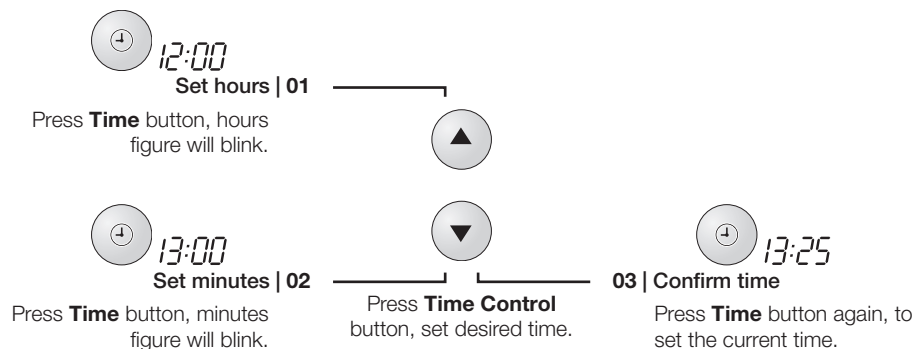 12:00
Set hours | 01
Press Time button, hours
figure will blink.
13:00
Set minutes | 02
Press Time button, minutes
figure will blink.
Press Time Control
button, set desired time.
13:25
03 | Confirm time
Press Time button again, to
set the current time.